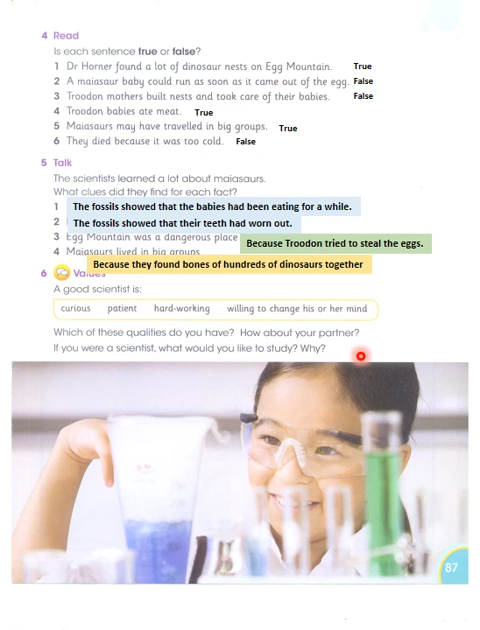 4 Read
Is each sentence true or false?
1 Dr Horner found a lot of dinosaur nests on Egg Mountain. True
2 A maiasaur baby could run as soon as it came out of the egg. False
3 Troodon mothers built nests and took care of their babies. False
4 Troodon babies ate meat. True
5 Maiasaurs may have travelled in big groups. True
6 They died because it was too cold. False
5 Talk
The scientists learned a lot about maiasaurs.
What clues did they find for each fact?
1 The fossils showed that the babies had been eating for a while.
2 The fossils showed that their teeth had worn out.
3 Egg Mountain was a dangerous place Because Troodon tried to steal the eggs.
4 Maiasaurs lived in big groups
Because they found bones of hundreds of dinosaurs together
6 Values
A good scientist is:
curious patient hard-working willing to change his or her mind
Which of these qualities do you have? How about your partner?
If you were a scientist, what would you like to study? Why?
87